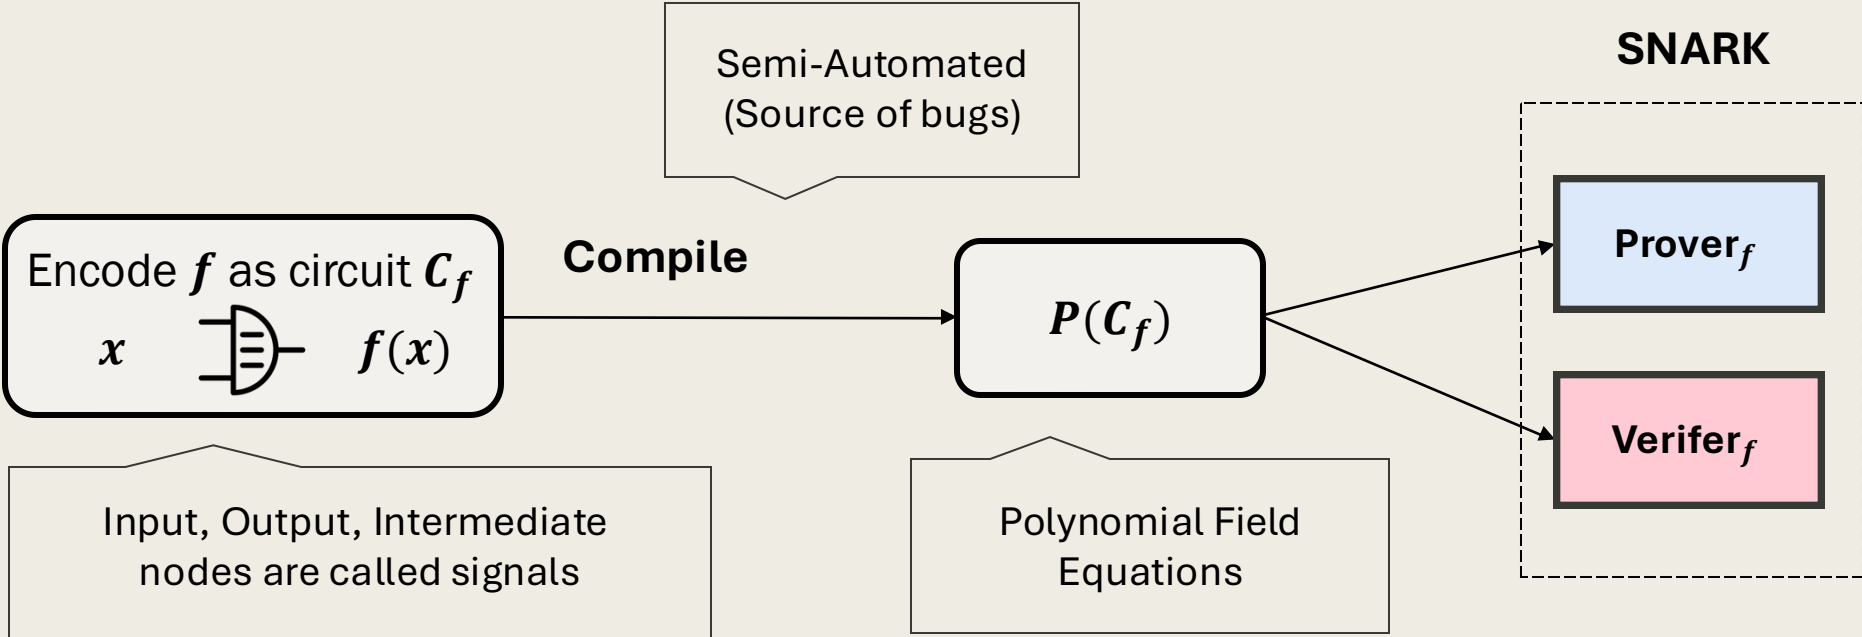 Semi-Automated
(Source of bugs)
SNARK
Encode f as circuit C_f
x f(x)
Compile
P(C_f)
Prover_f
Verifer_f
Input, Output, Intermediate
nodes are called signals
Polynomial Field
Equations